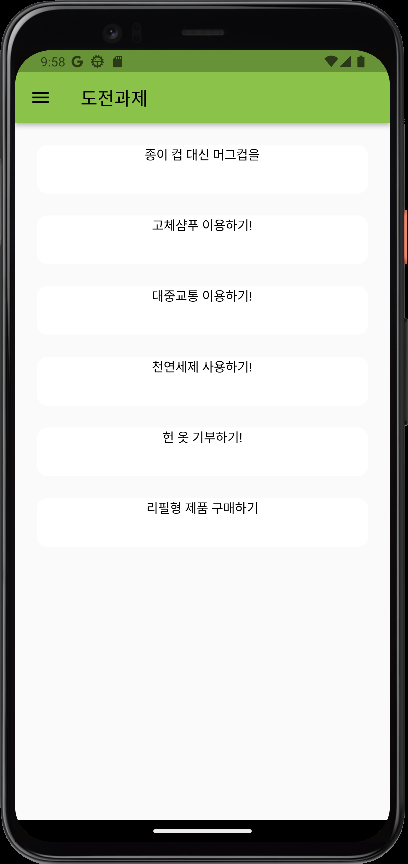 9:58
도전과제
종이 컵 대신 머그컵을
고체샴푸 이용하기!
대중교통 이용하기!
천연세제 사용하기!
헌 옷 기부하기!
리필형 제품 구매하기